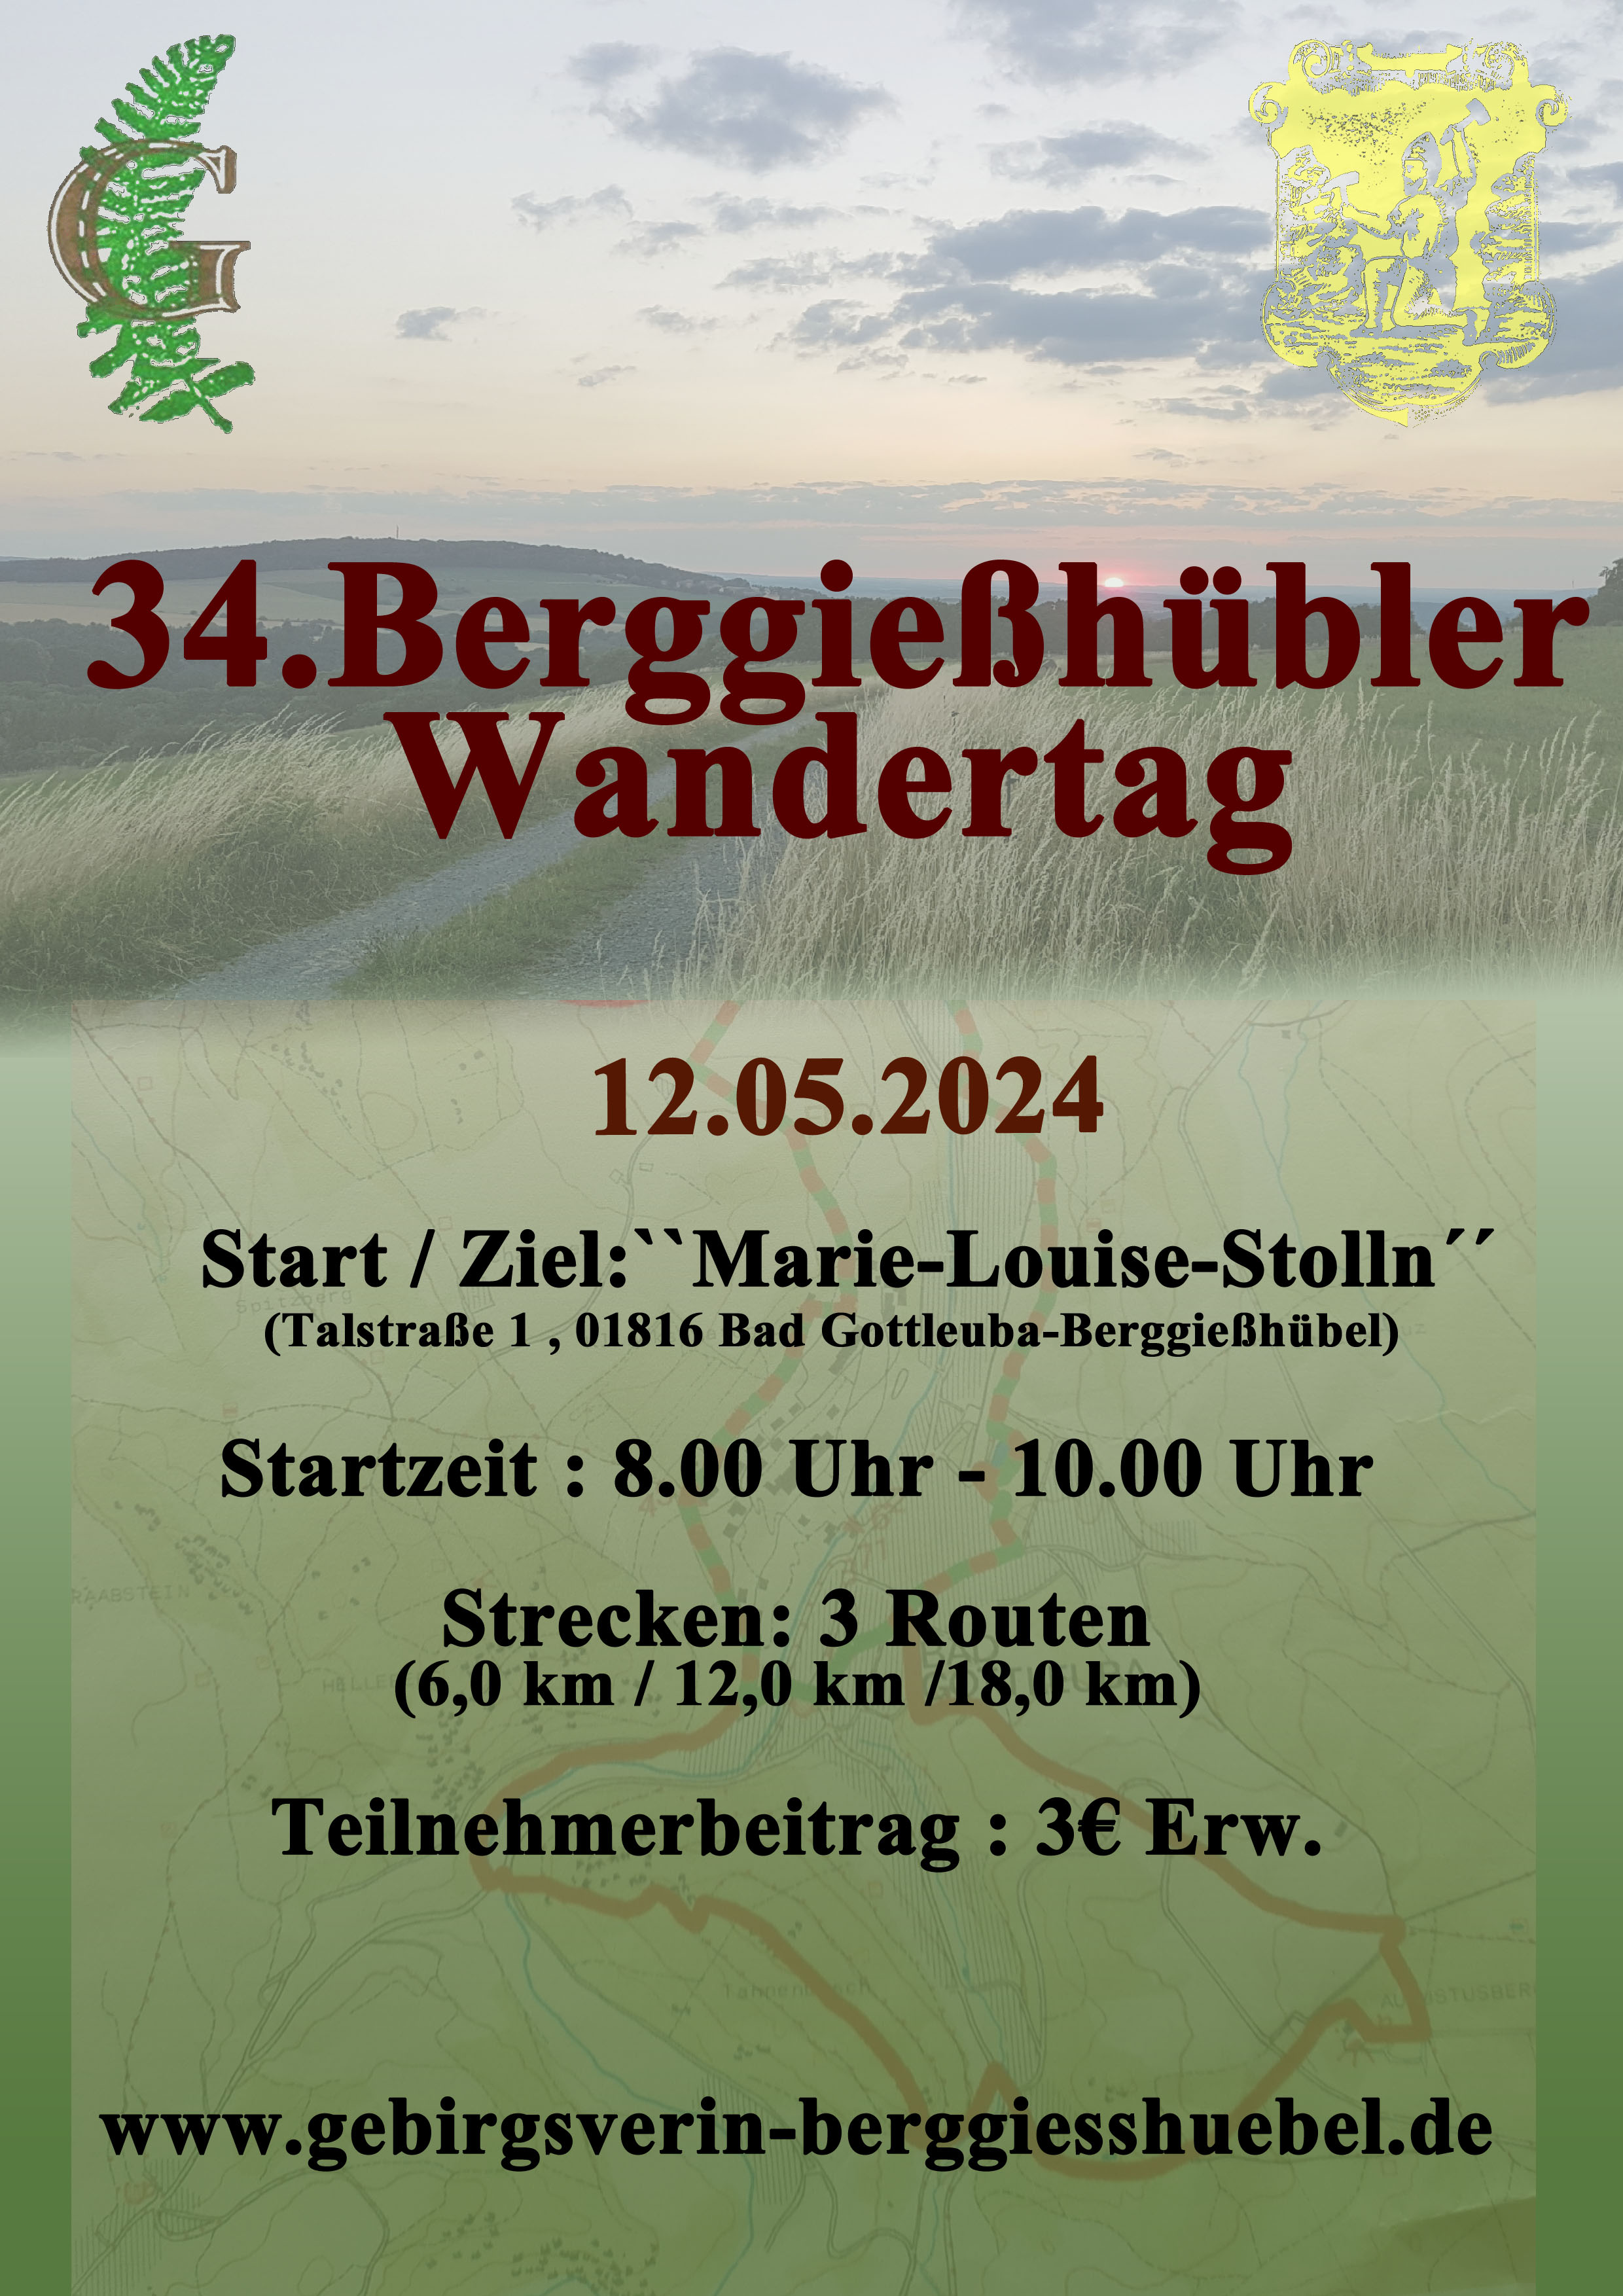 G
34.Berggießhübler
Wandertag
12.05.2024
Start / Ziel:``Marie-Louise-Stolln´´
Spitzberg
(Talstraße 1 , 01816 Bad Gottleuba-Berggießhübel)
Startzeit : 8.00 Uhr - 10.00 Uhr
RAABSTEIN
Strecken: 3 Routen
(6,0 km / 12,0 km /18,0 km)
Teilnehmerbeitrag : 3€ Erw.
www.gebirgsverin-berggiesshuebel.de